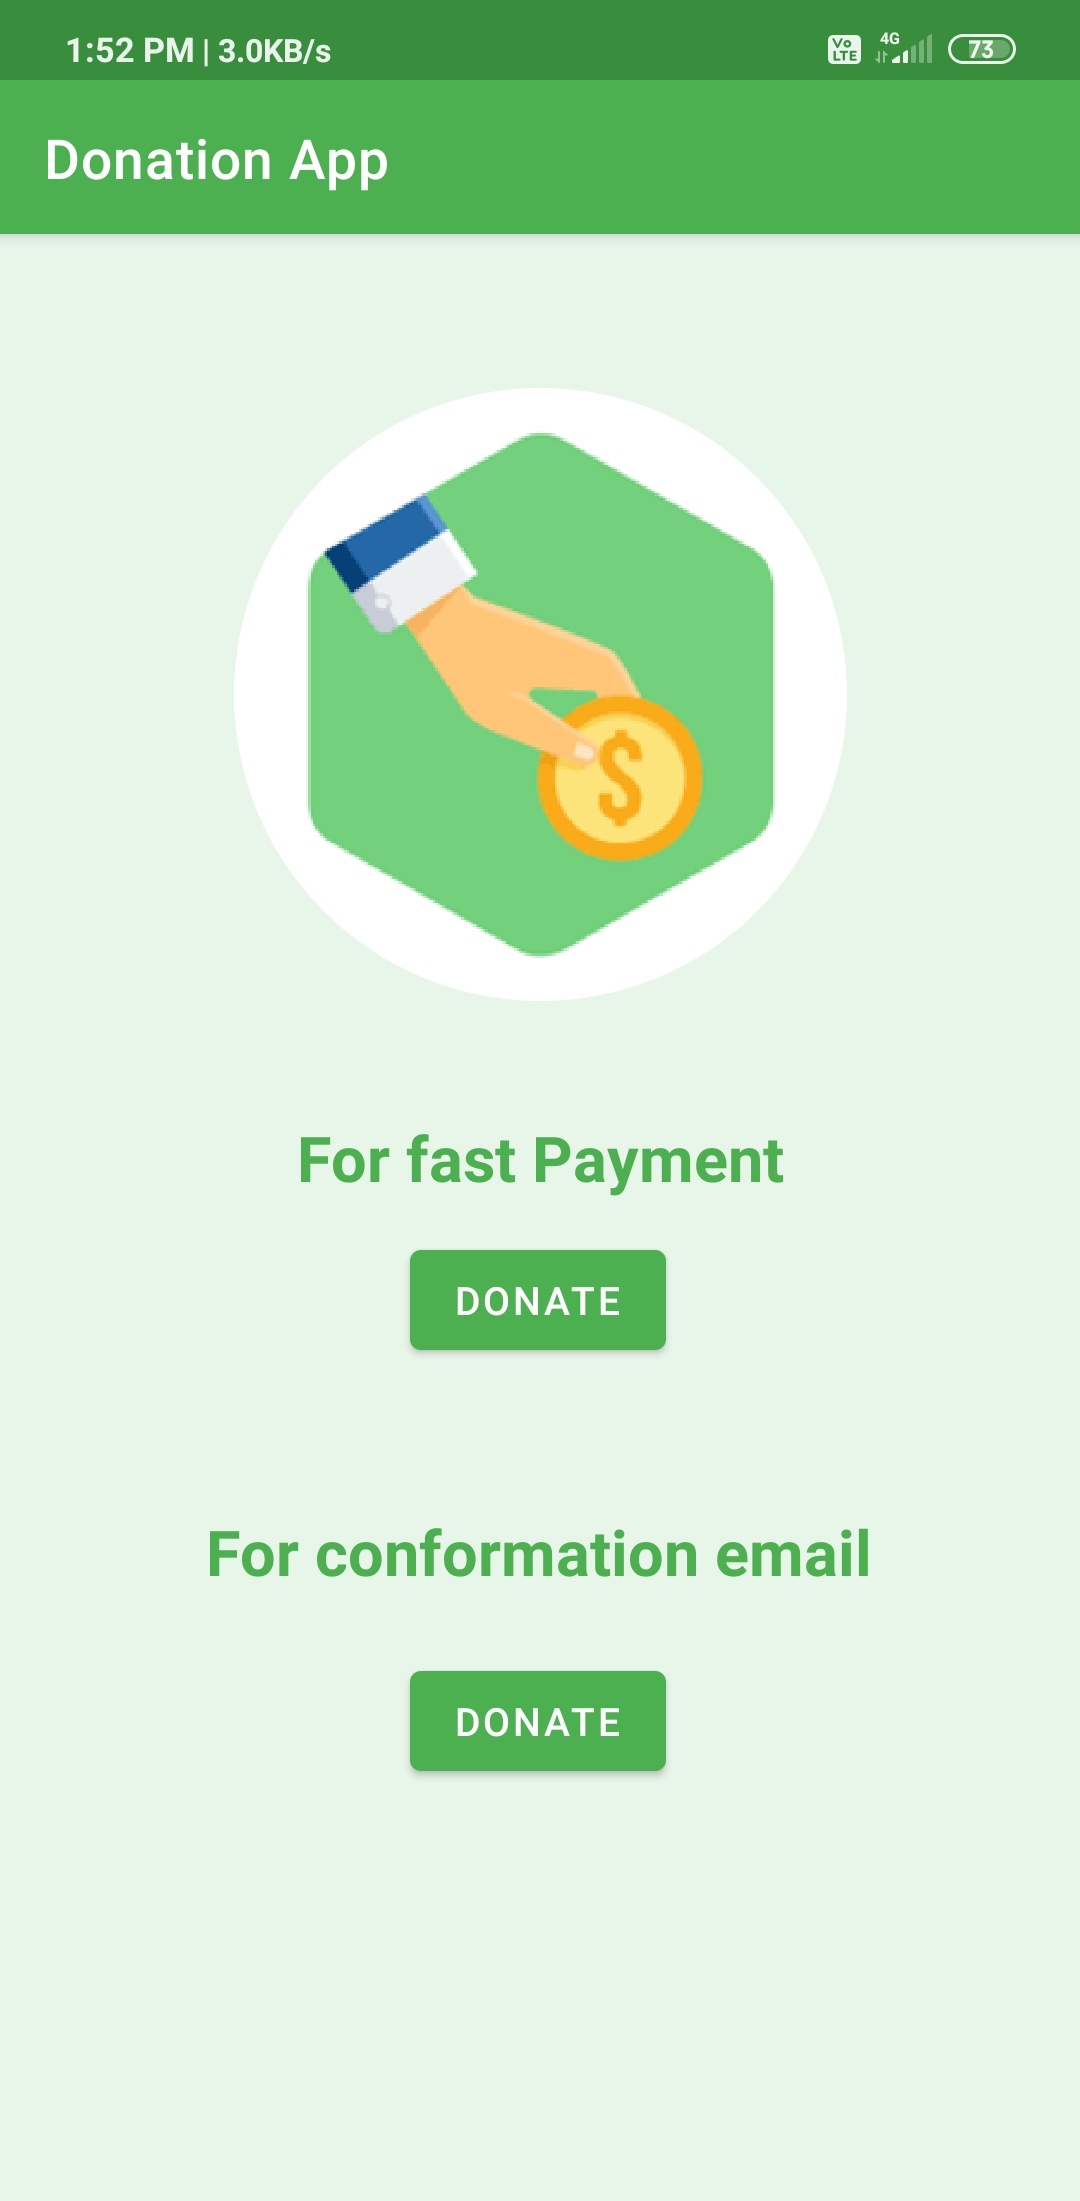 1:52 PM | 3.0KB/s Vo LTE 4G 73
Donation App
$
For fast Payment
DONATE
For conformation email
DONATE